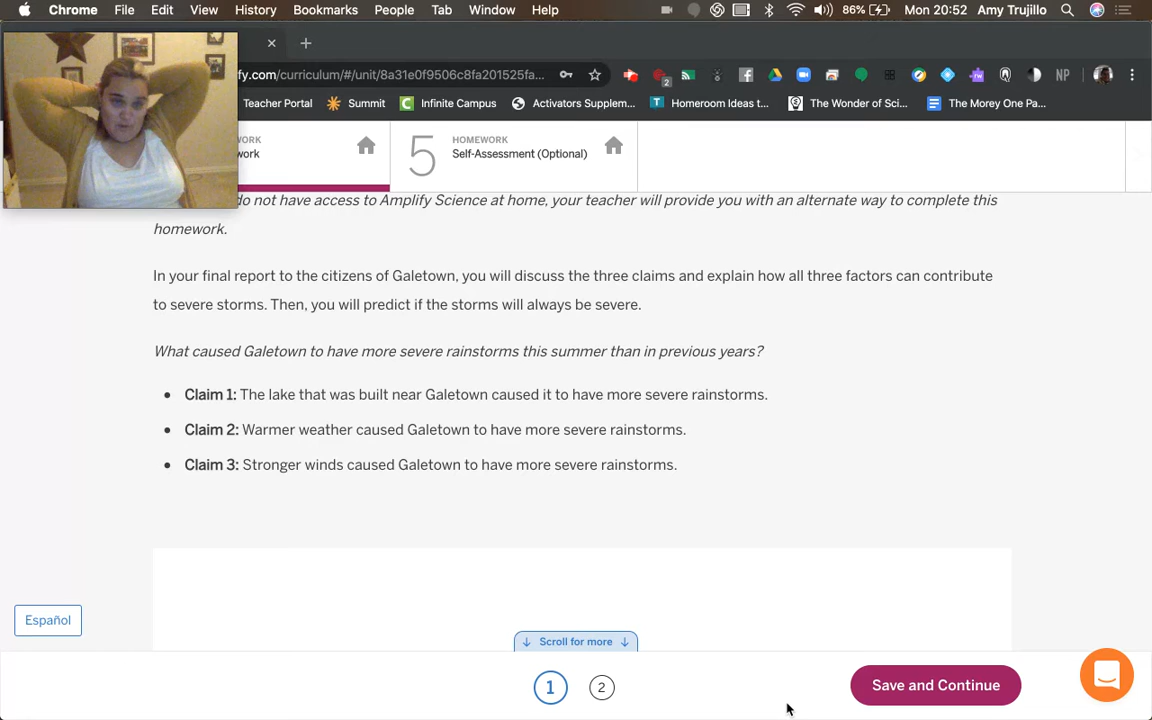 Chrome File Edit View History Bookmarks People Tab Window Help 86% Mon 20:52 Amy Trujillo
fy.com/curriculum/#/unit/8a31e0f9506c8fa201525fa... 2 NP
Teacher Portal Summit Infinite Campus Activators Supplem... Homeroom Ideas t... The Wonder of Sci... The Morey One Pa...
WORK
work
5 HOMEWORK
Self-Assessment (Optional)
do not have access to Amplify Science at home, your teacher will provide you with an alternate way to complete this
homework.
In your final report to the citizens of Galetown, you will discuss the three claims and explain how all three factors can contribute
to severe storms. Then, you will predict if the storms will always be severe.
What caused Galetown to have more severe rainstorms this summer than in previous years?
• Claim 1: The lake that was built near Galetown caused it to have more severe rainstorms.
• Claim 2: Warmer weather caused Galetown to have more severe rainstorms.
• Claim 3: Stronger winds caused Galetown to have more severe rainstorms.
Español
↓ Scroll for more ↓
1 2
Save and Continue